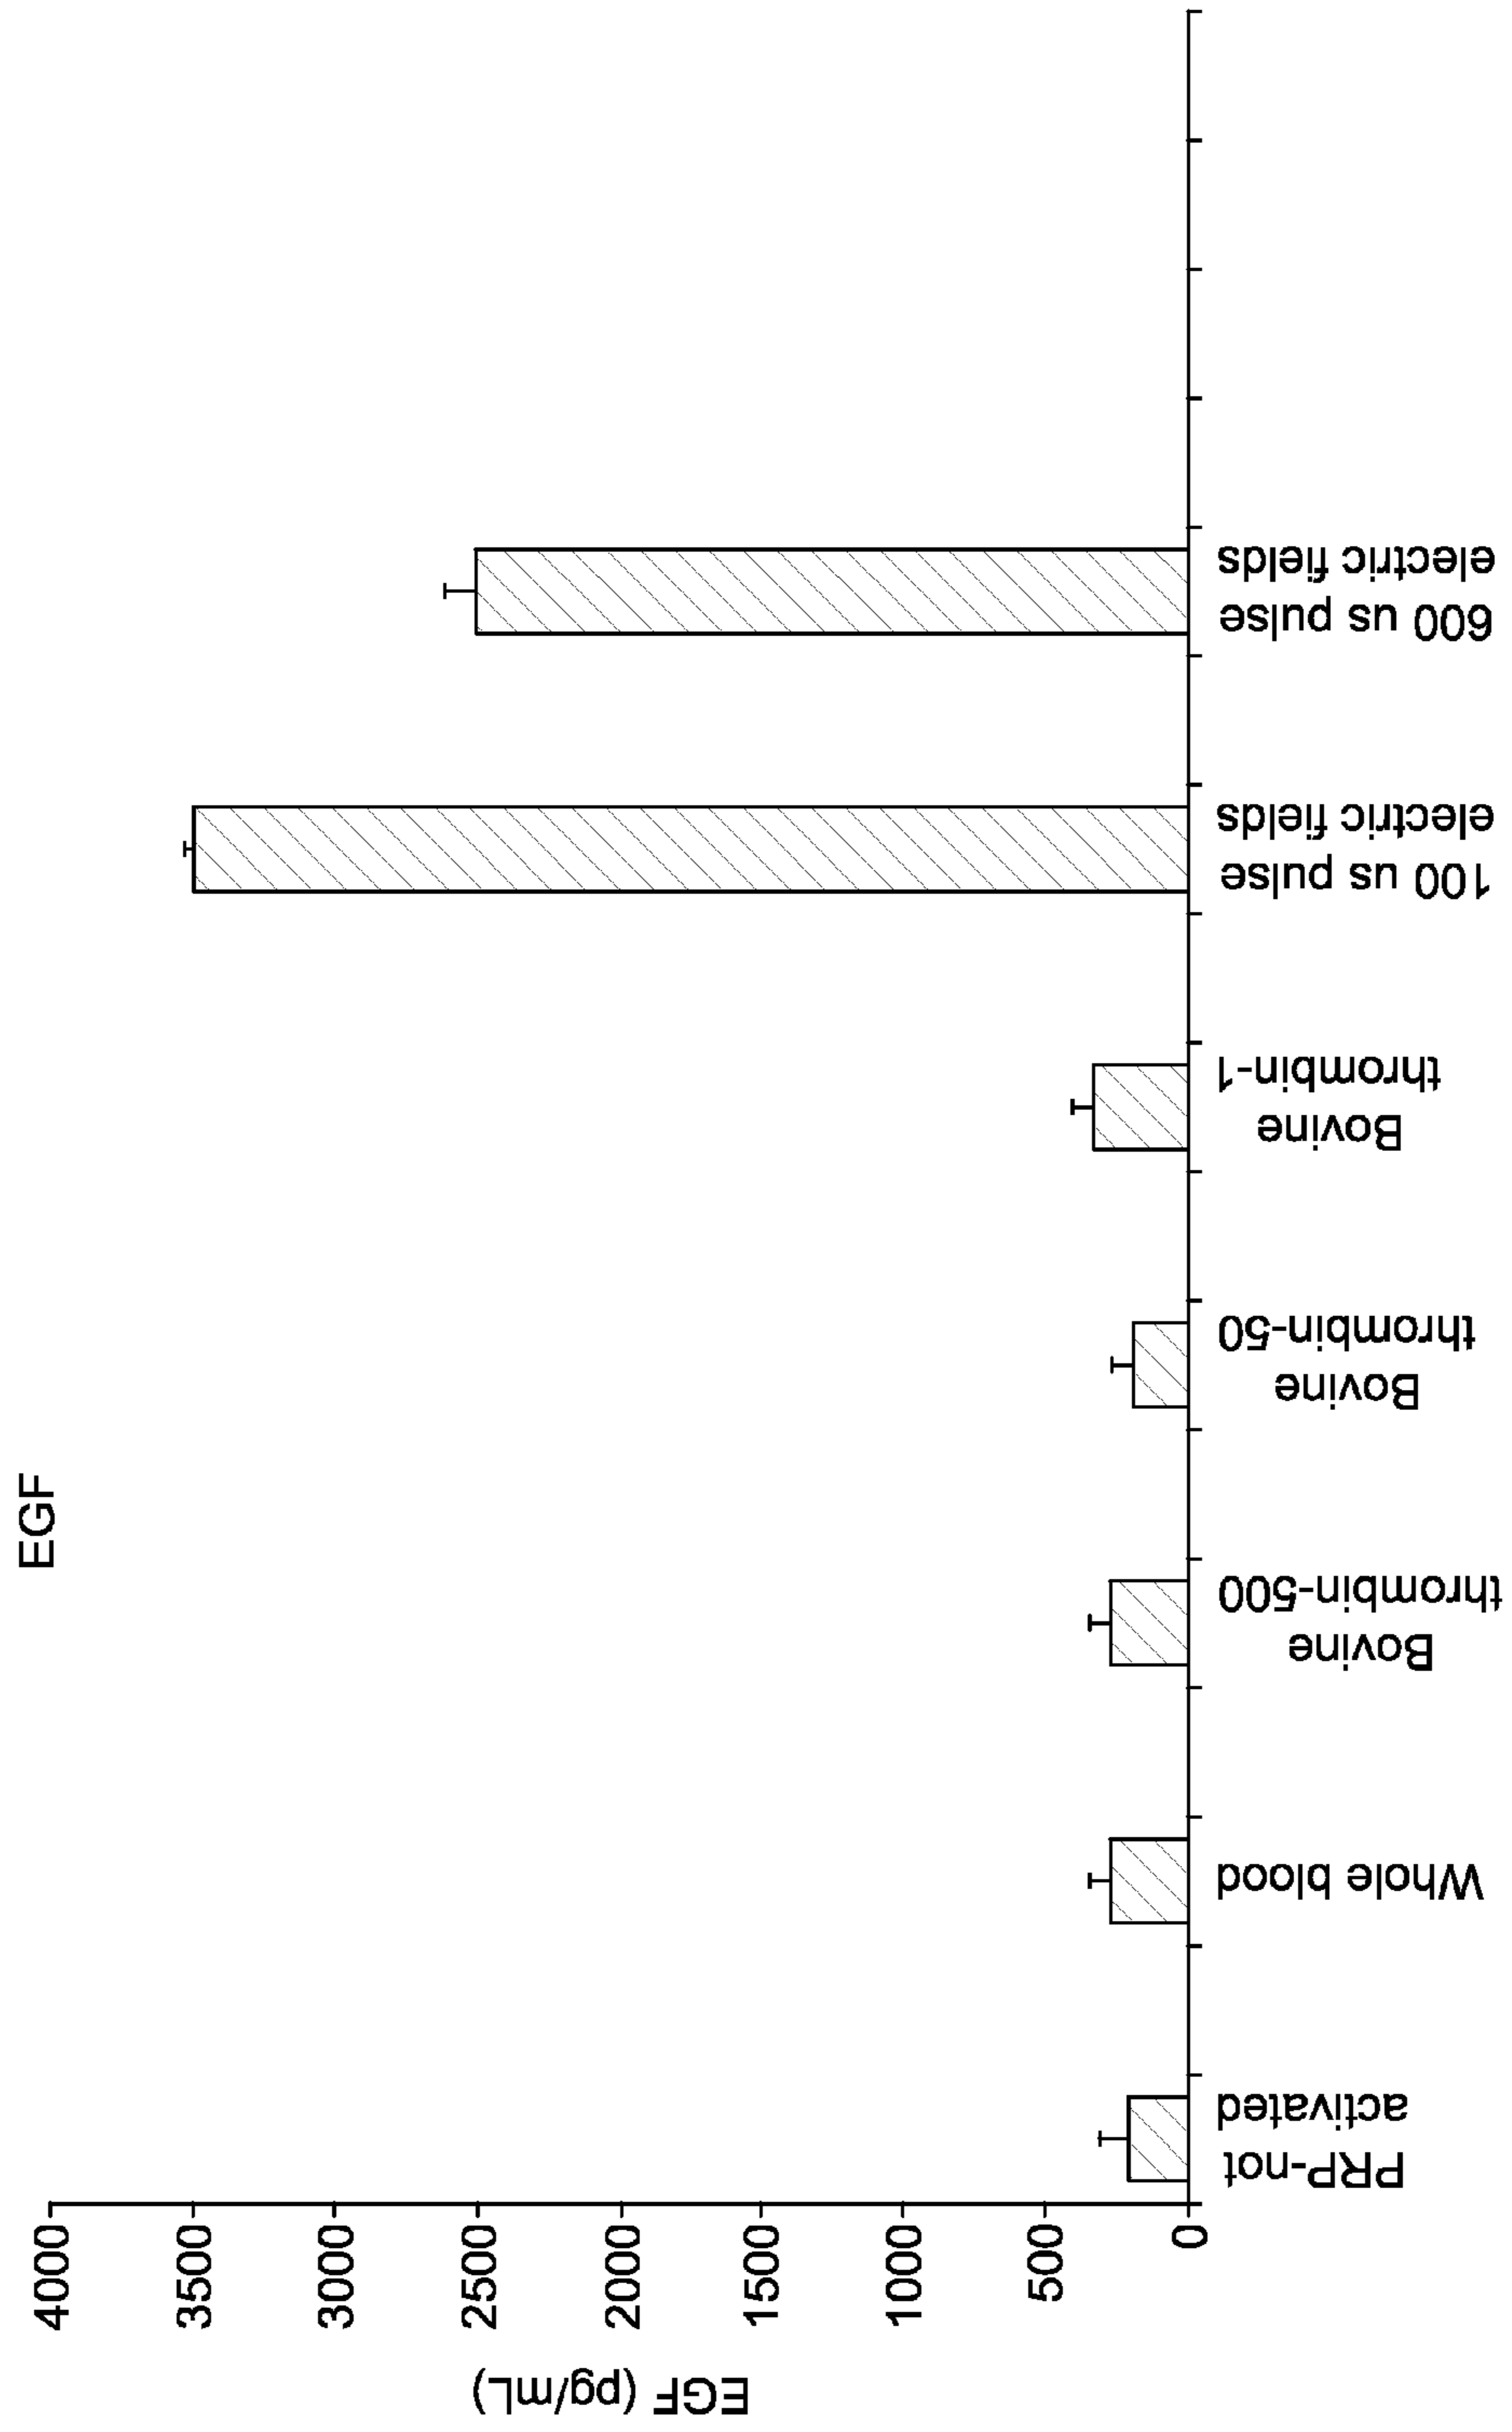 EGF
EGF (pg/mL)
4000
3500
3000
2500
2000
1500
1000
500
0
PRP-not
activated
Whole blood
Bovine
thrombin-500
Bovine
thrombin-50
Bovine
thrombin-1
100 us pulse
electric fields
600 us pulse
electric fields